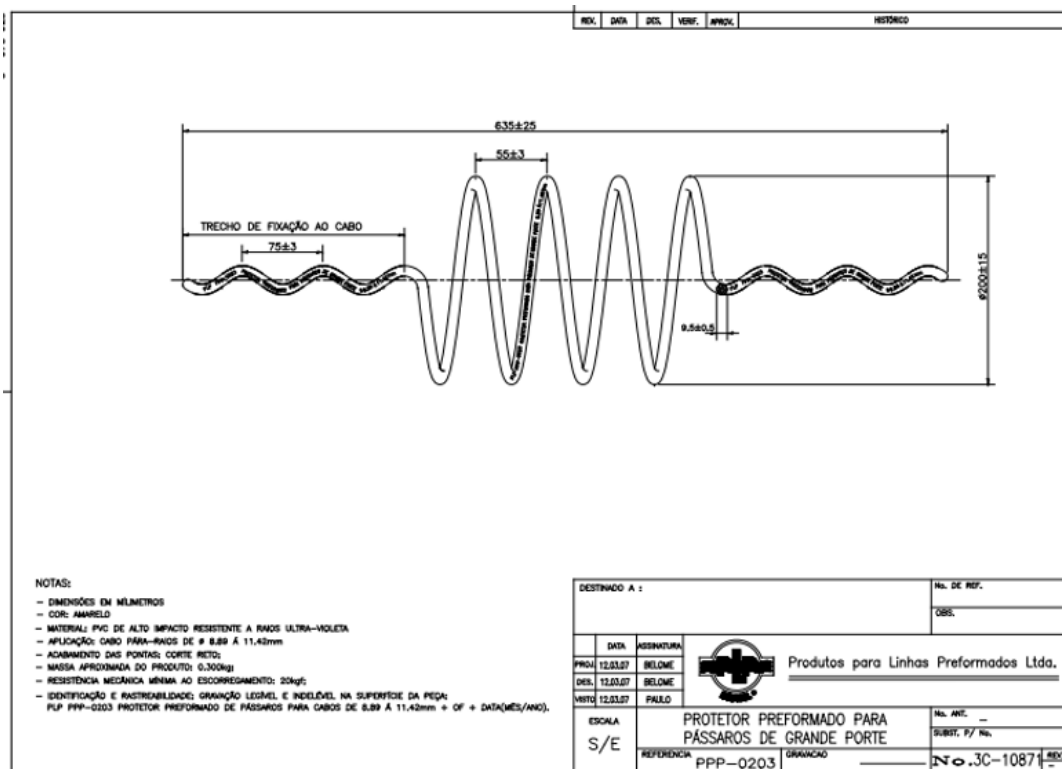 REV. DATA DES. VERIF. APROV. HISTÓRICO
635±25
55±3
TRECHO DE FIXAÇÃO AO CABO
75±3
ø200±15
9.5±0.5
NOTAS:
- DIMENSÕES EM MILIMETROS
- COR: AMARELO
- MATERIAL: PVC DE ALTO IMPACTO RESISTENTE A RAIOS ULTRA-VIOLETA
- APLICAÇÃO: CABO PÁRA-RAIOS DE ø 8.89 Á 11.42mm
- ACABAMENTO DAS PONTAS: CORTE RETO;
- MASSA APROXIMADA DO PRODUTO: 0,300kg;
- RESISTÊNCIA MECÂNICA MÍNIMA AO ESCORREGAMENTO: 20kgf;
- IDENTIFICAÇÃO E RASTREABILIDADE: GRAVAÇÃO LEGÍVEL E INDELÉVEL NA SUPERFÍCIE DA PEÇA:
PLP PPP-0203 PROTETOR PREFORMADO DE PÁSSAROS PARA CABOS DE 8.89 Á 11.42mm + OF + DATA(MÊS/ANO).
DESTINADO A :
No. DE REF.
OBS.
DATA ASSINATURA
PROJ. 12.03.07 BELOME
DES. 12.03.07 BELOME
VISTO 12.03.07 PAULO
Produtos para Linhas Preformados Ltda.
ESCALA
S/E
PROTETOR PREFORMADO PARA
PÁSSAROS DE GRANDE PORTE
No. ANT. -
SUBST. P/ No.
REFERENCIA
PPP-0203
GRAVACAO
No.3C-10871
REV.
-